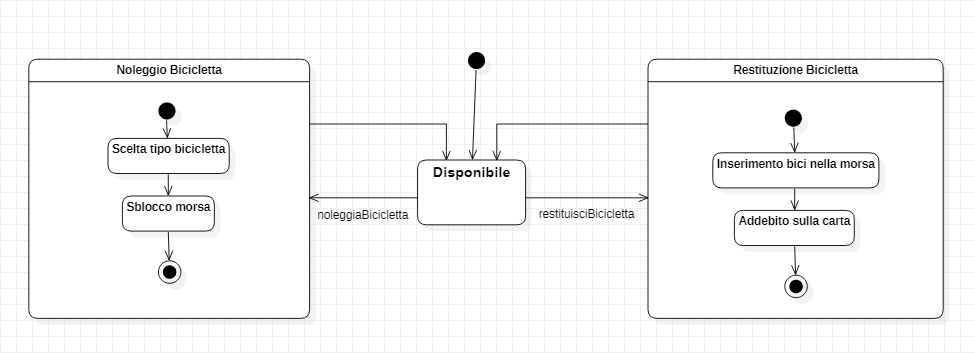 Noleggio Bicicletta
Scelta tipo bicicletta
Sblocco morsa
Disponibile
noleggiaBicicletta
restituisciBicicletta
Restituzione Bicicletta
Inserimento bici nella morsa
Addebito sulla carta